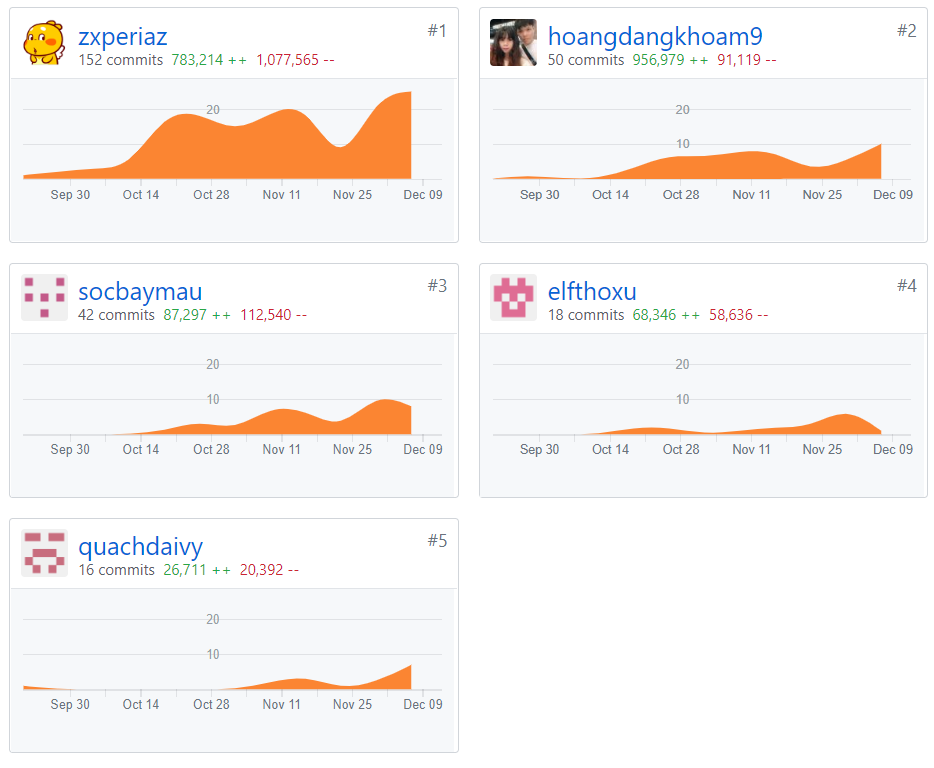 zxperiaz #1
152 commits 783,214 ++ 1,077,565 --
20
Sep 30 Oct 14 Oct 28 Nov 11 Nov 25 Dec 09
hoangdangkhoam9 #2
50 commits 956,979 ++ 91,119 --
20
10
Sep 30 Oct 14 Oct 28 Nov 11 Nov 25 Dec 09
socbaymau #3
42 commits 87,297 ++ 112,540 --
20
10
Sep 30 Oct 14 Oct 28 Nov 11 Nov 25 Dec 09
elfthoxu #4
18 commits 68,346 ++ 58,636 --
20
10
Sep 30 Oct 14 Oct 28 Nov 11 Nov 25 Dec 09
quachdaivy #5
16 commits 26,711 ++ 20,392 --
20
10
Sep 30 Oct 14 Oct 28 Nov 11 Nov 25 Dec 09